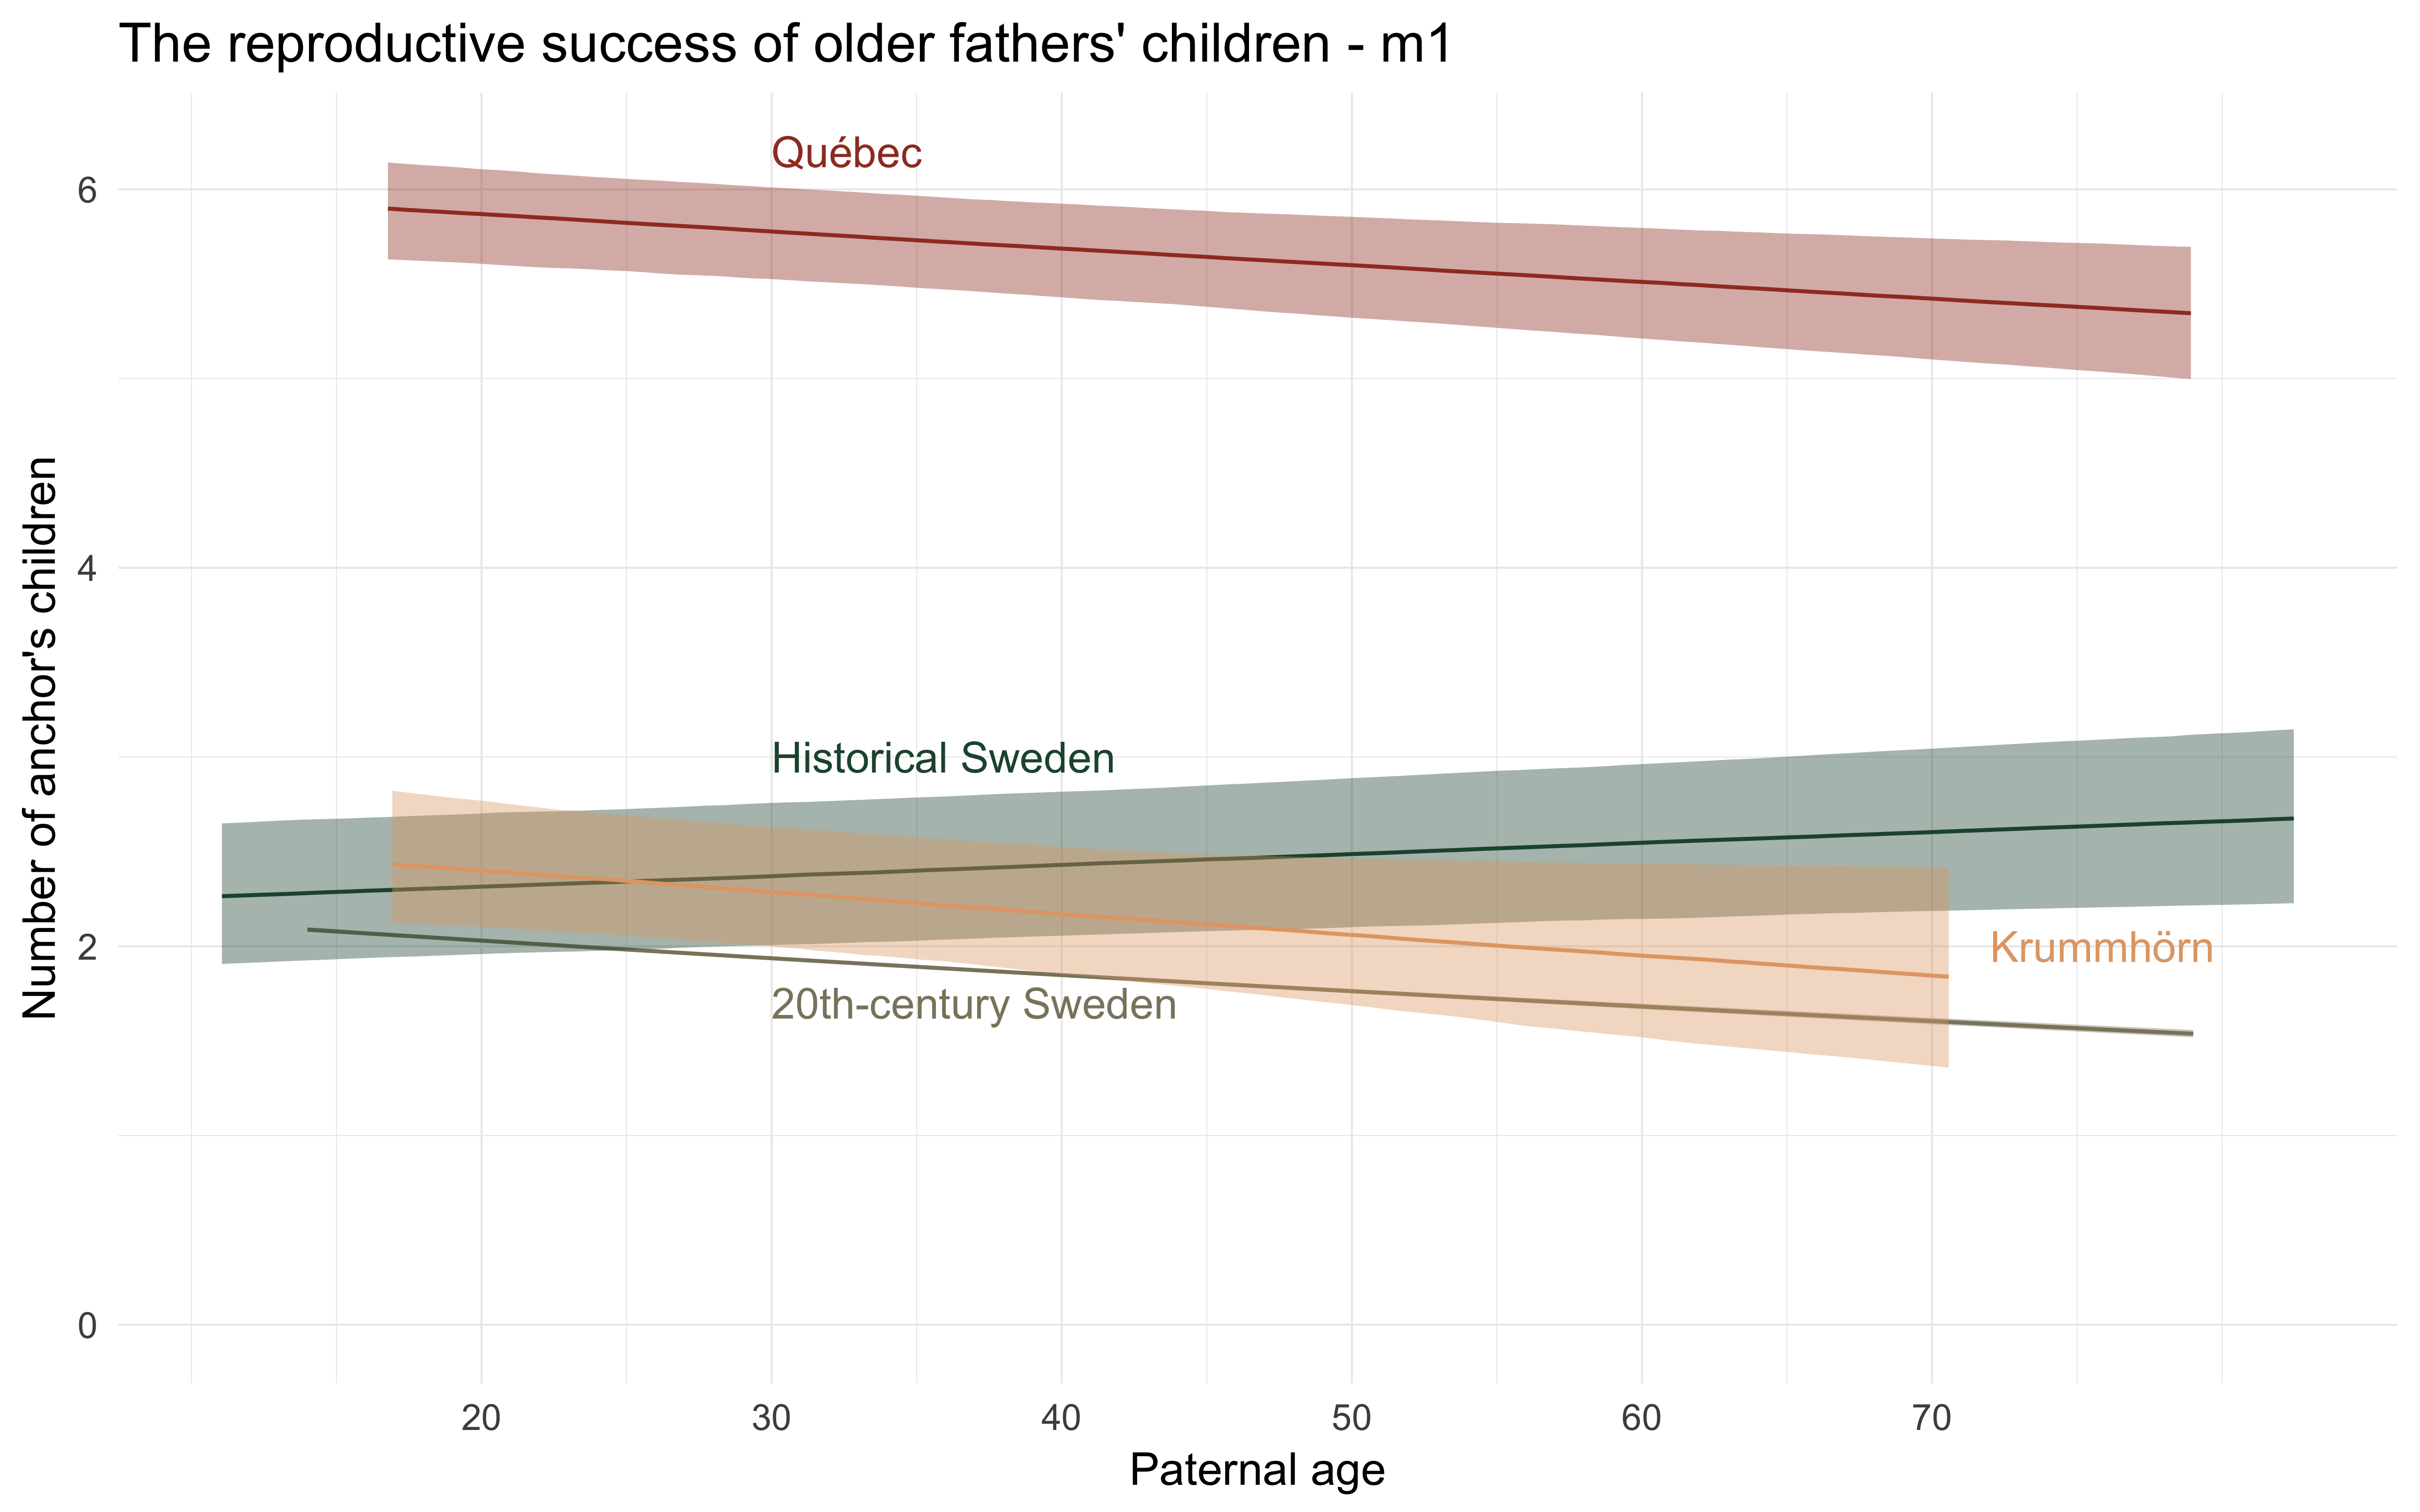 The reproductive success of older fathers' children - m1
Québec
6
4
Number of anchor's children
Historical Sweden
2
Krummhörn
20th-century Sweden
0
20
30
40
50
60
70
Paternal age